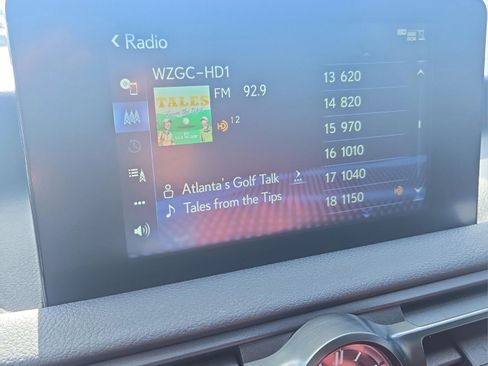 Radio
WZGC-HD1
TALES
FM 92.9
12
Atlanta's Golf Talk
Tales from the Tips
13 620
14 820
15 970
16 1010
17 1040
18 1150